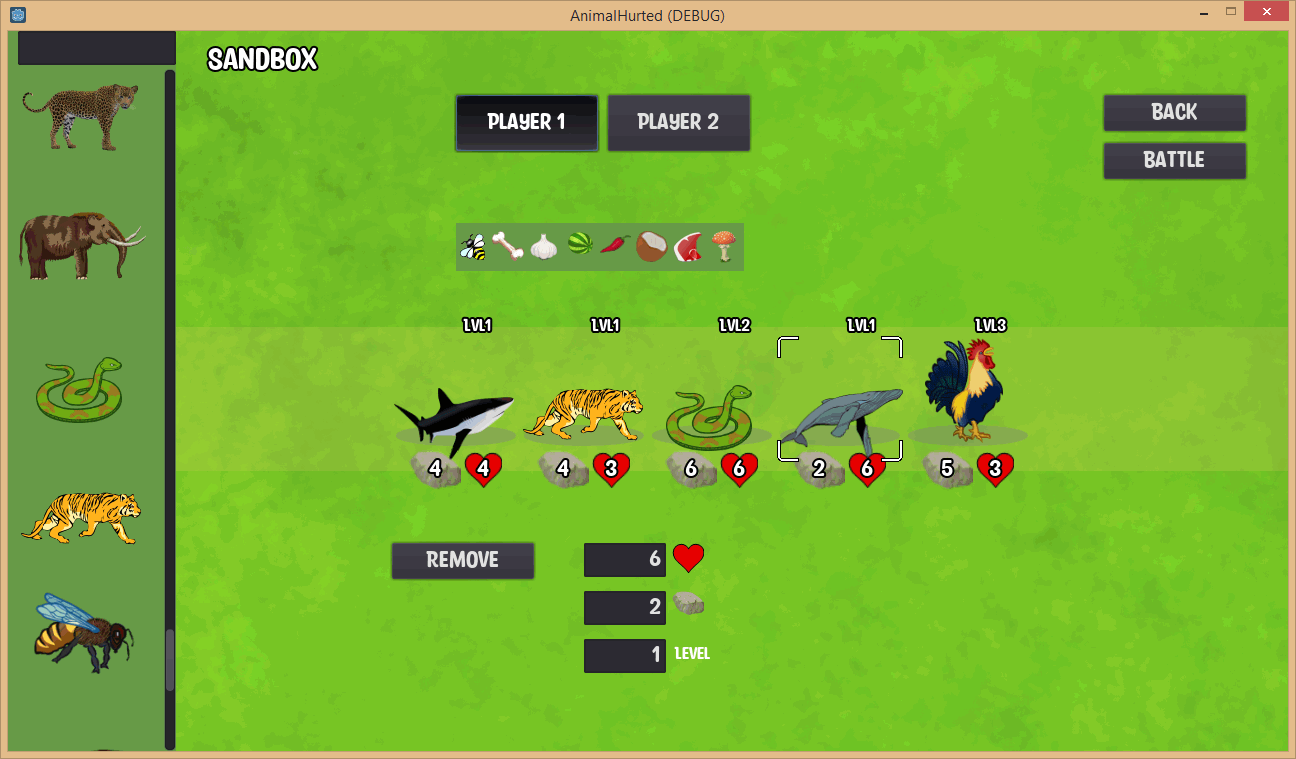 AnimalHurted (DEBUG)
SANDBOX
PLAYER 1 PLAYER 2
BACK
BATTLE
LVL1 LVL1 LVL2 LVL1 LVL3
4 4 4 3 6 6 2 6 5 3
REMOVE
6
2
1 LEVEL